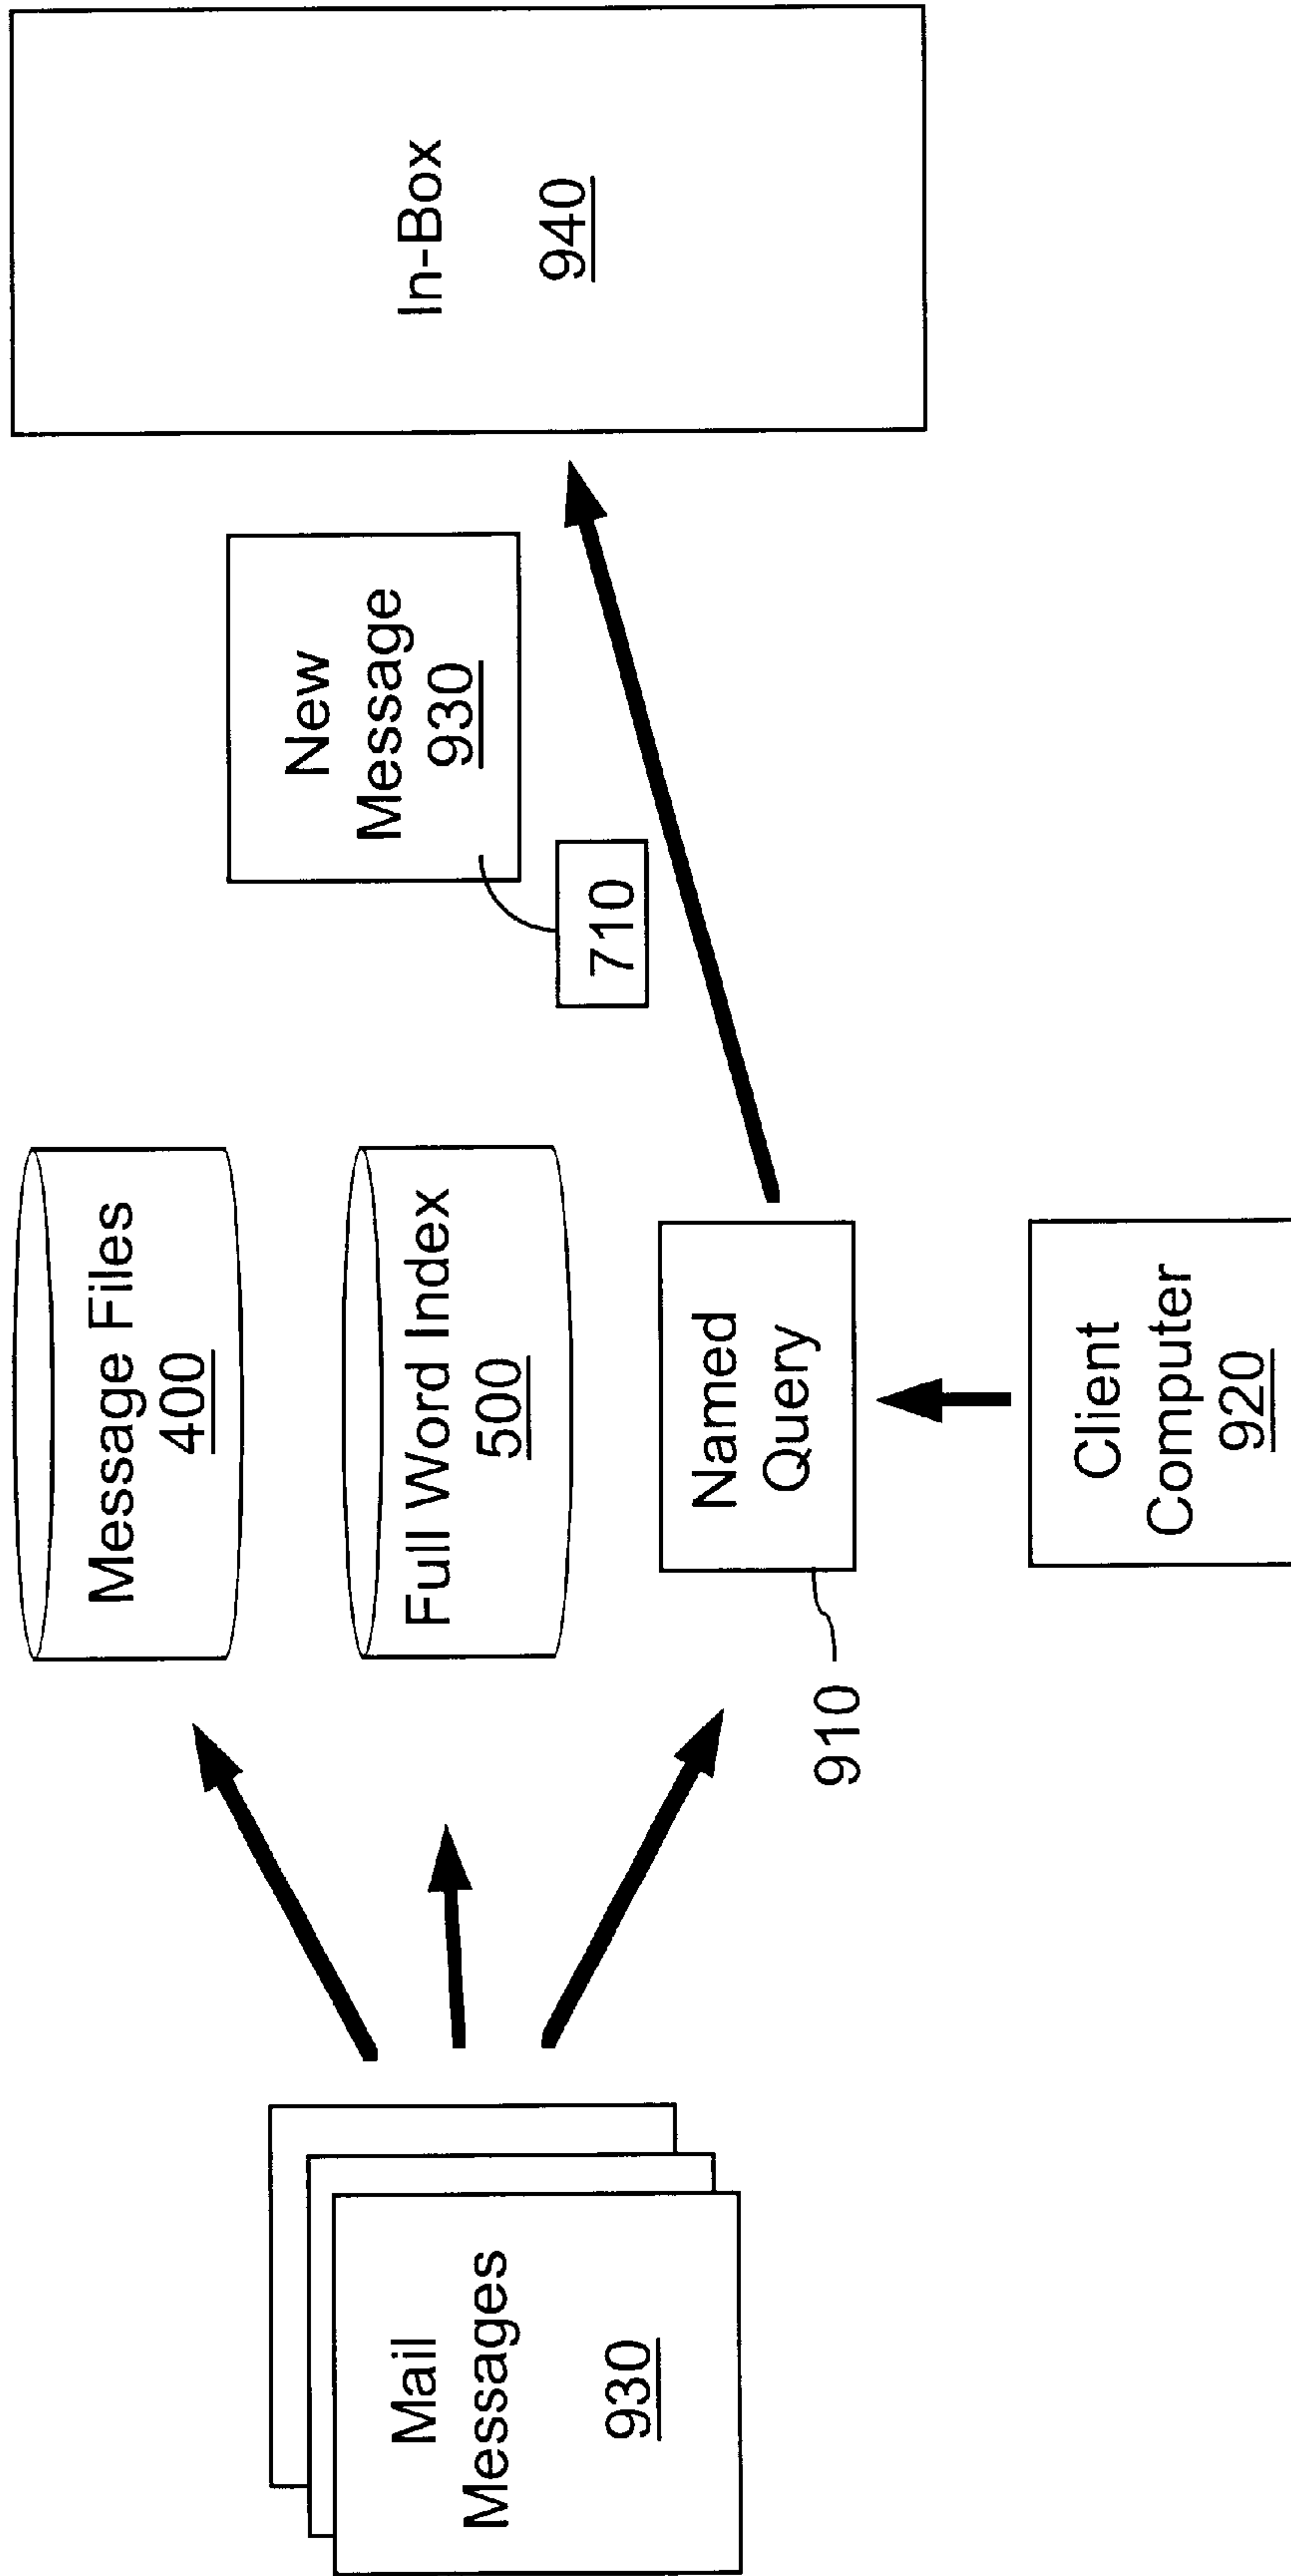 Mail
Messages
930
Message Files
400
Full Word Index
500
Named
Query
910
Client
Computer
920
New
Message
930
710
In-Box
940